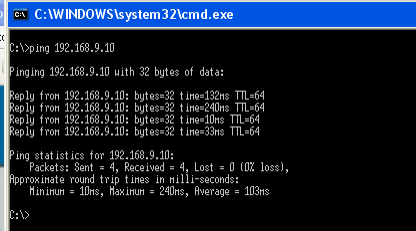 C:\WINDOWS\system32\cmd.exe
C:\>ping 192.168.9.10
Pinging 192.168.9.10 with 32 bytes of data:
Reply from 192.168.9.10: bytes=32 time=132ms TTL=64
Reply from 192.168.9.10: bytes=32 time=240ms TTL=64
Reply from 192.168.9.10: bytes=32 time=10ms TTL=64
Reply from 192.168.9.10: bytes=32 time=33ms TTL=64
Ping statistics for 192.168.9.10:
Packets: Sent = 4, Received = 4, Lost = 0 (0% loss),
Approximate round trip times in milli-seconds:
Minimum = 10ms, Maximum = 240ms, Average = 103ms
C:\>